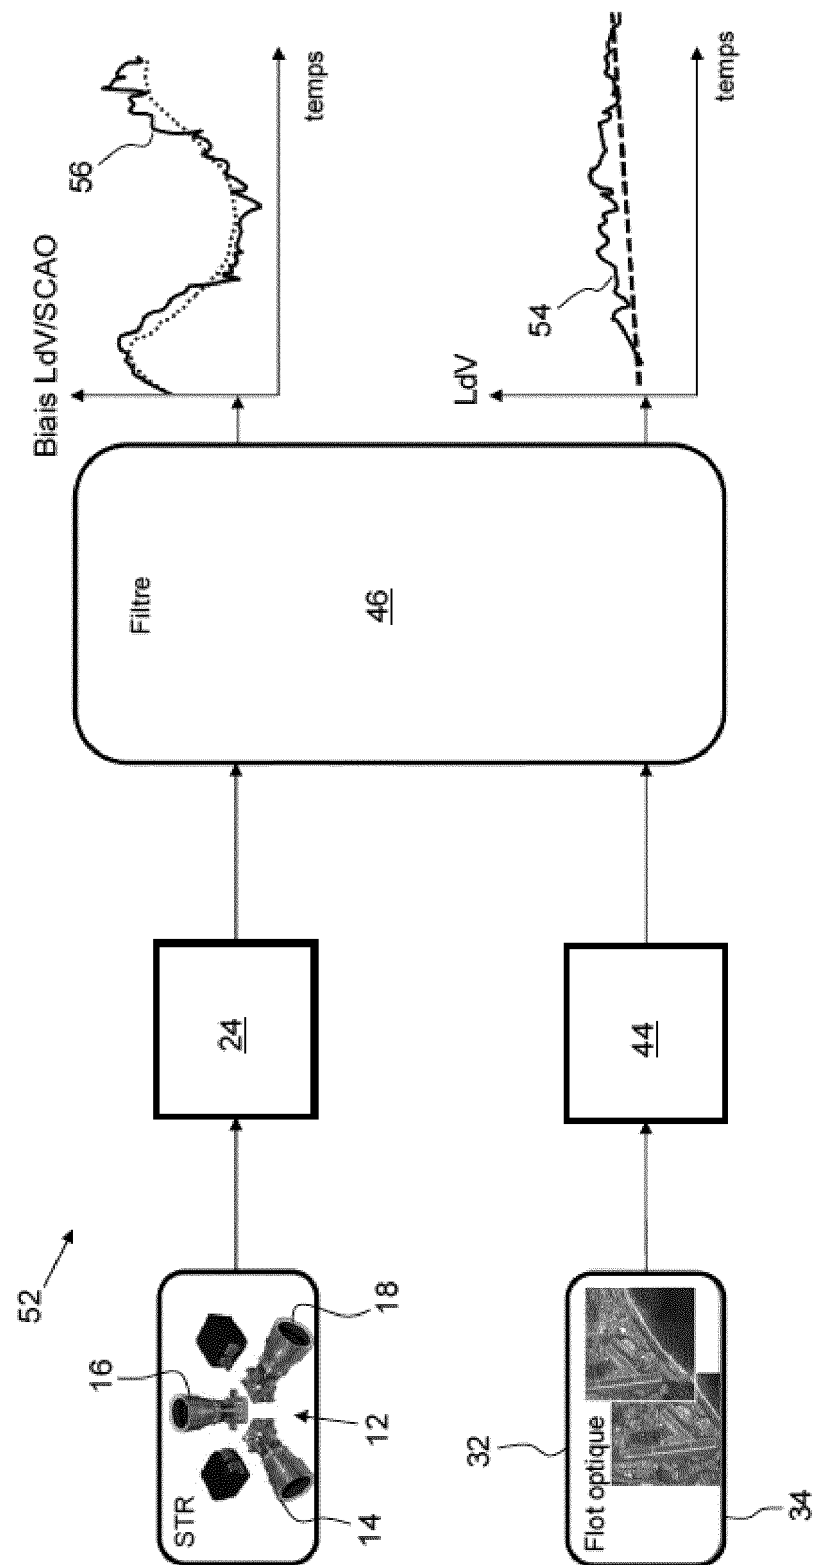 52
STR
16
12
14
18
24
Filtre
46
Biais LdV/SCAO
56
temps
32
Flot optique
34
44
LdV
54
temps